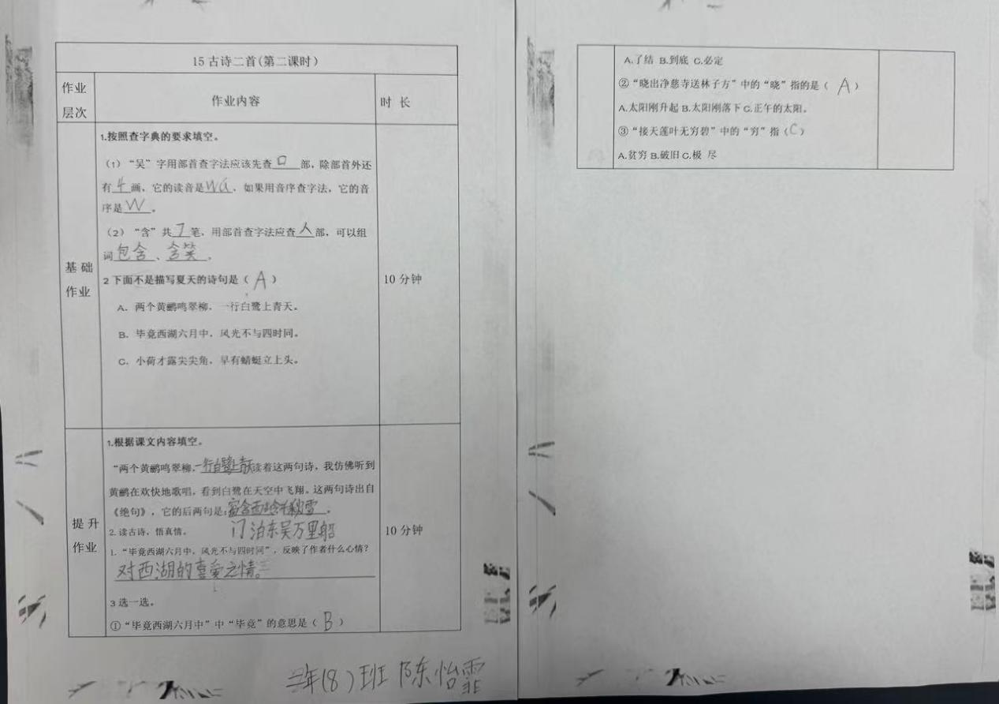 15 古诗二首(第二课时)
作业
层次
作业内容
时 长
基 础
作业
1.按照查字典的要求填空。
（1）“吴”字用部首查字法应该先查口部，除部首外还
有4画，它的读音是wú，如果用音序查字法，它的音
序是W。
（2）“含”共7笔，用部首查字法应查人部，可以组
词包含、含笑。
2 下面不是描写夏天的诗句是（A）
A．两个黄鹂鸣翠柳，一行白鹭上青天。
B．毕竟西湖六月中，风光不与四时同。
C．小荷才露尖尖角，早有蜻蜓立上头。
10 分钟
提 升
作业
1.根据课文内容填空。
“两个黄鹂鸣翠柳，一行白鹭上青天读着这两句诗，我仿佛听到
黄鹂在欢快地歌唱，看到白鹭在天空中飞翔。这两句诗出自
《绝句》，它的后两句是:窗含西岭千秋雪。
门泊东吴万里船
2. 读古诗，悟真情。
1. “毕竟西湖六月中，风光不与四时同”，反映了作者什么心情？
对西湖的喜爱之情。
3 选一选。
①“毕竟西湖六月中”中“毕竟”的意思是（B）
10 分钟
三年(8)班 陈怡霏
A.了结 B.到底 C.必定
②“晓出净慈寺送林子方”中的“晓”指的是（A）
A.太阳刚升起 B.太阳刚落下 C.正午的太阳。
③“接天莲叶无穷碧”中的“穷”指（C）
A.贫穷 B.破旧 C.极 尽